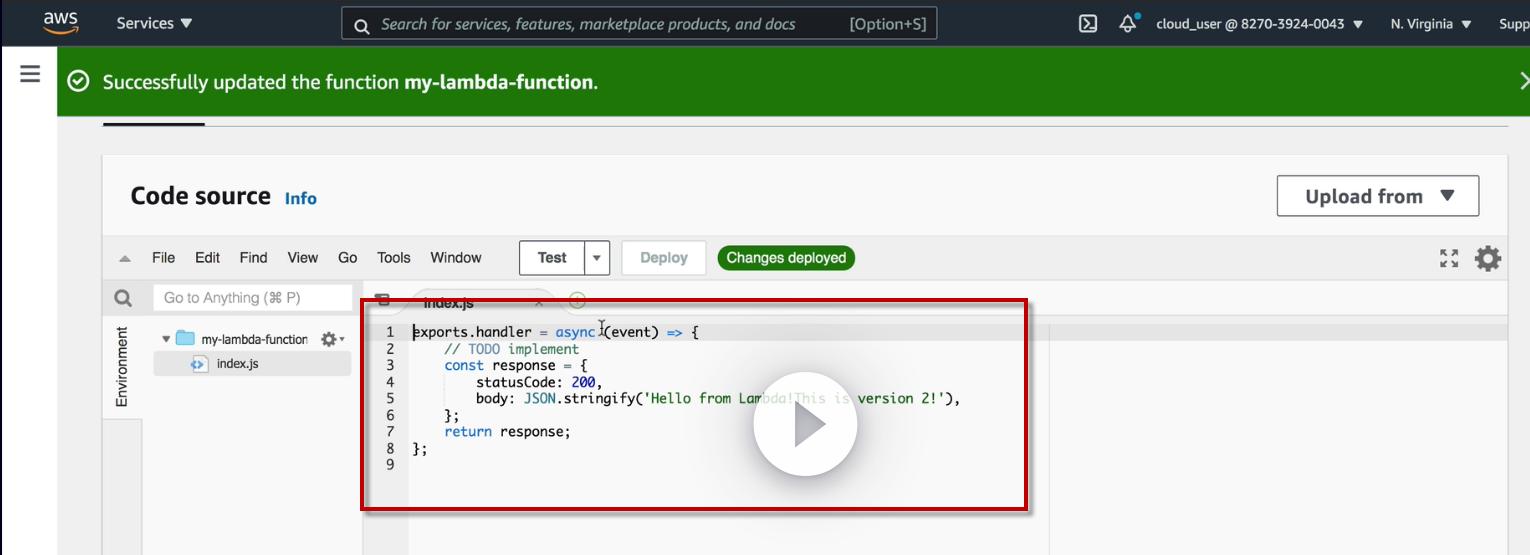 aws
Services
Search for services, features, marketplace products, and docs
[Option+S]
cloud_user @ 8270-3924-0043
N. Virginia
Supp
Successfully updated the function my-lambda-function.
Code source Info
Upload from
File Edit Find View Go Tools Window
Test
Deploy
Changes deployed
Go to Anything (⌘ P)
index.js
Environment
my-lambda-function
index.js
1 exports.handler = async (event) => {
2 // TODO implement
3 const response = {
4 statusCode: 200,
5 body: JSON.stringify('Hello from Lambda!This is version 2!'),
6 };
7 return response;
8 };
9